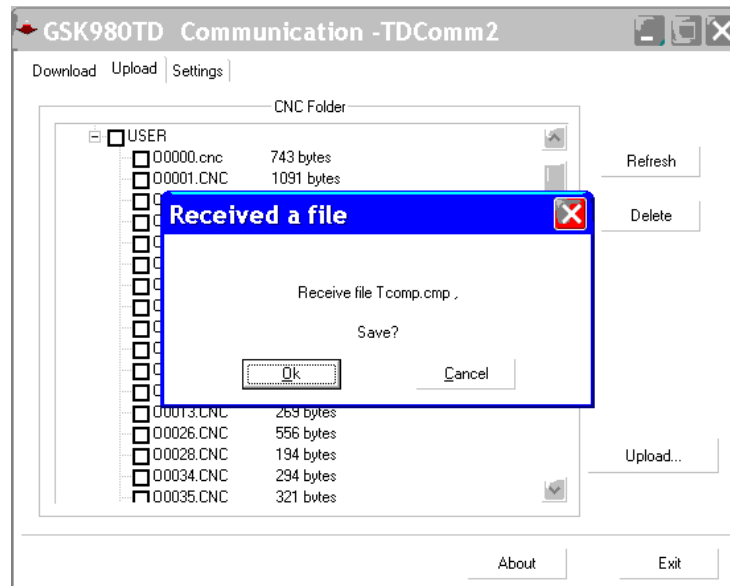 GSK980TD Communication -TDComm2
Download Upload Settings
CNC Folder
USER
O0000.cnc 743 bytes
O0001.CNC 1091 bytes
Refresh
Delete
Received a file
Receive file Tcomp.cmp ,
Save?
Ok Cancel
O0013.CNC 269 bytes
O0026.CNC 556 bytes
O0028.CNC 194 bytes
O0034.CNC 294 bytes
O0035.CNC 321 bytes
Upload...
About Exit